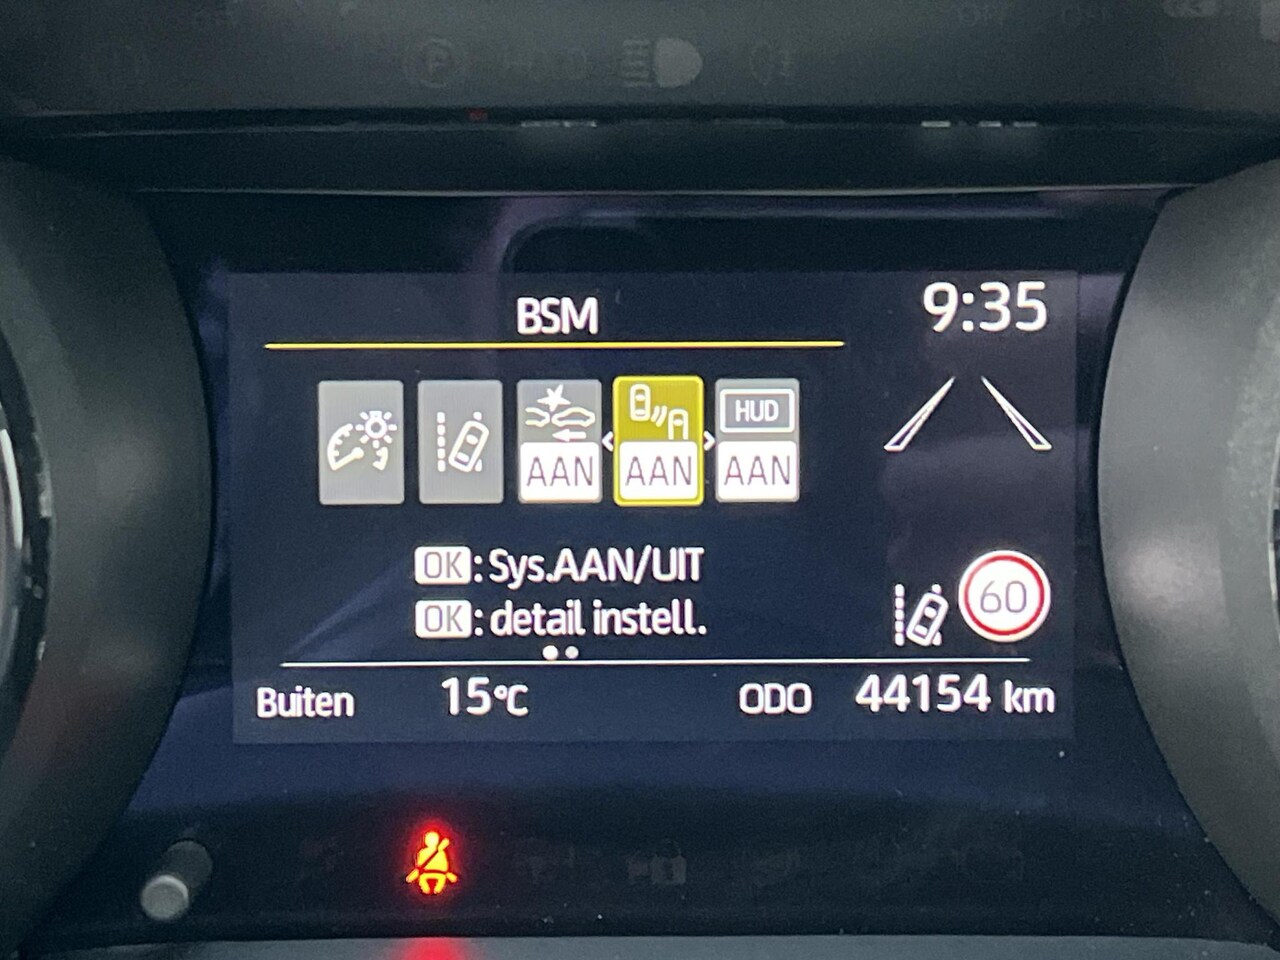 BSM
9:35
HUD
AAN AAN AAN
OK: Sys.AAN/UIT
OK: detail instell.
60
Buiten 15°C ODO 44154 km